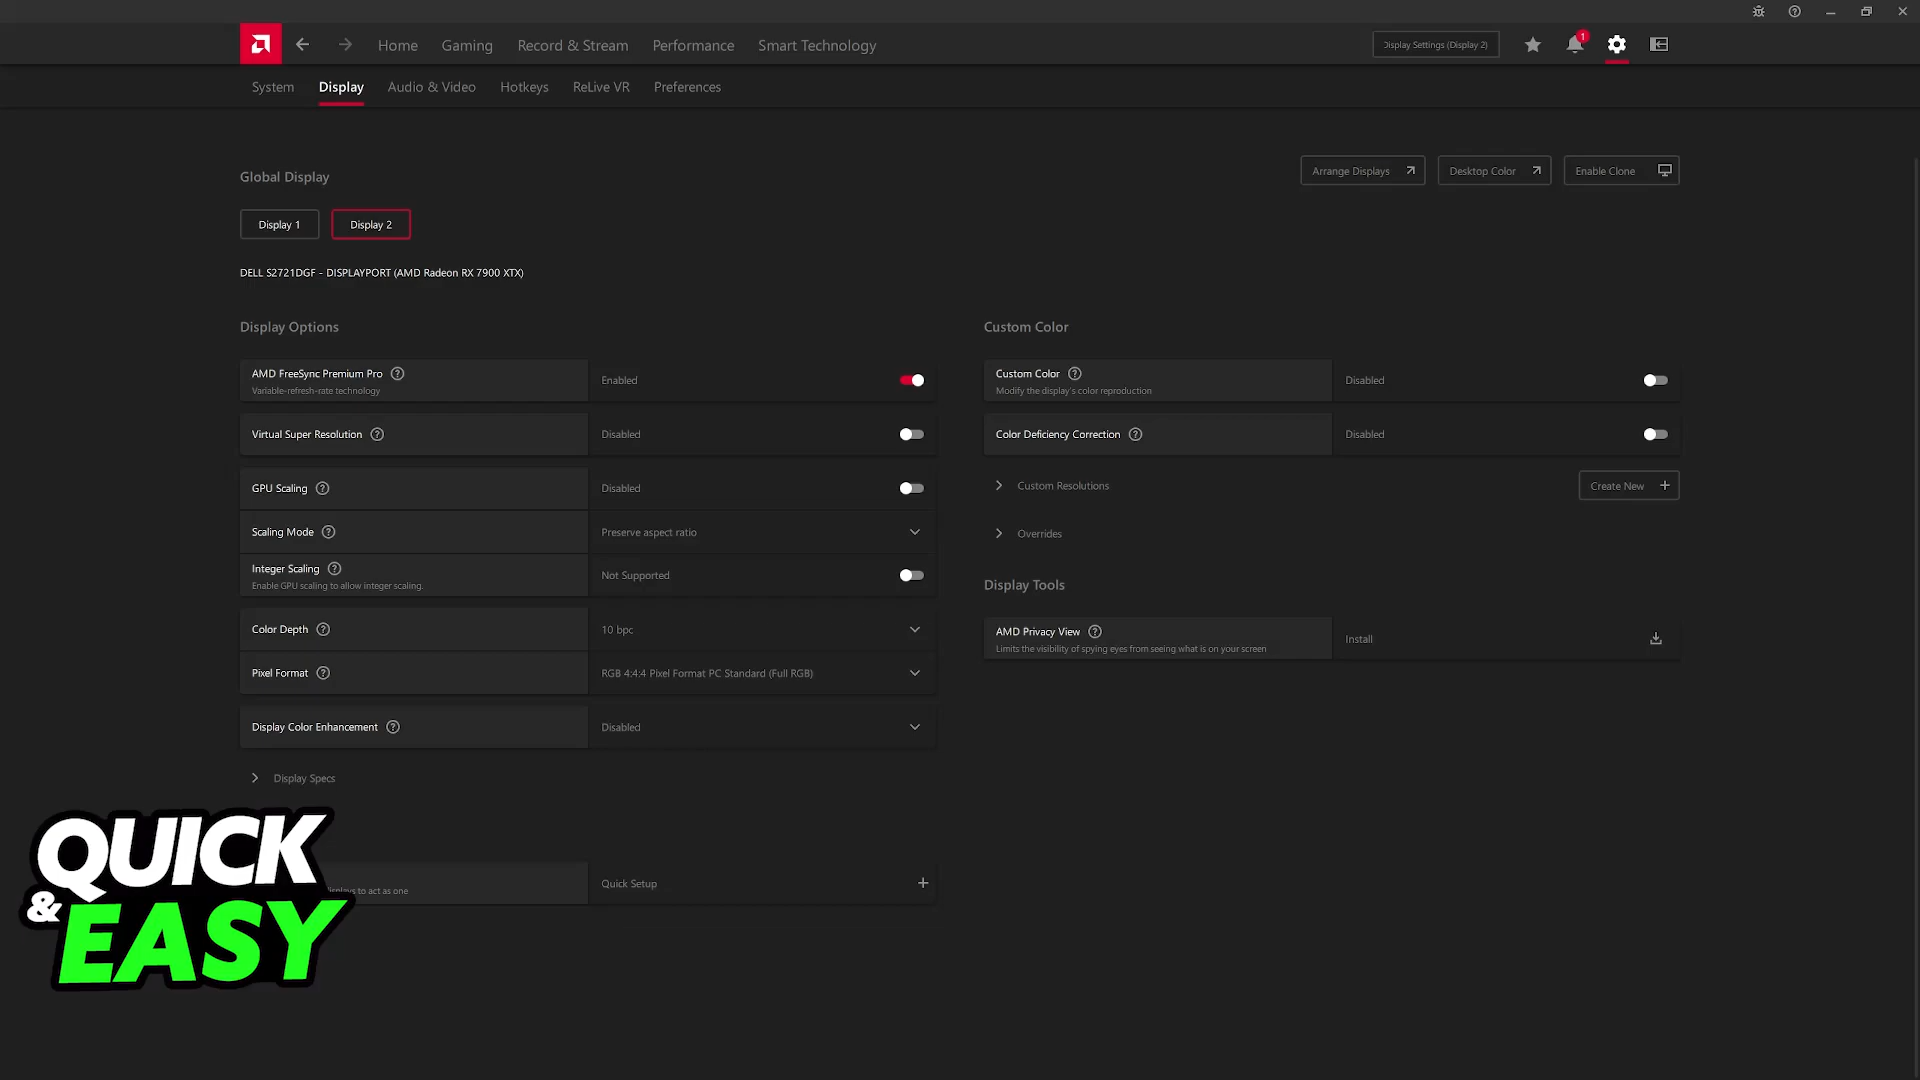 Home Gaming Record & Stream Performance Smart Technology Display Settings (Display 2) 1
System Display Audio & Video Hotkeys ReLive VR Preferences
Global Display
Arrange Displays Desktop Color Enable Clone
Display 1 Display 2
DELL S2721DGF - DISPLAYPORT (AMD Radeon RX 7900 XTX)
Display Options
AMD FreeSync Premium Pro
Variable-refresh-rate technology
Enabled
Virtual Super Resolution Disabled
GPU Scaling Disabled
Scaling Mode Preserve aspect ratio
Integer Scaling
Enable GPU scaling to allow integer scaling.
Not Supported
Color Depth 10 bpc
Pixel Format RGB 4:4:4 Pixel Format PC Standard (Full RGB)
Display Color Enhancement Disabled
Display Specs
displays to act as one
Quick Setup
Custom Color
Custom Color
Modify the display's color reproduction
Disabled
Color Deficiency Correction Disabled
Custom Resolutions Create New
Overrides
Display Tools
AMD Privacy View
Limits the visibility of spying eyes from seeing what is on your screen
Install
QUICK
& EASY